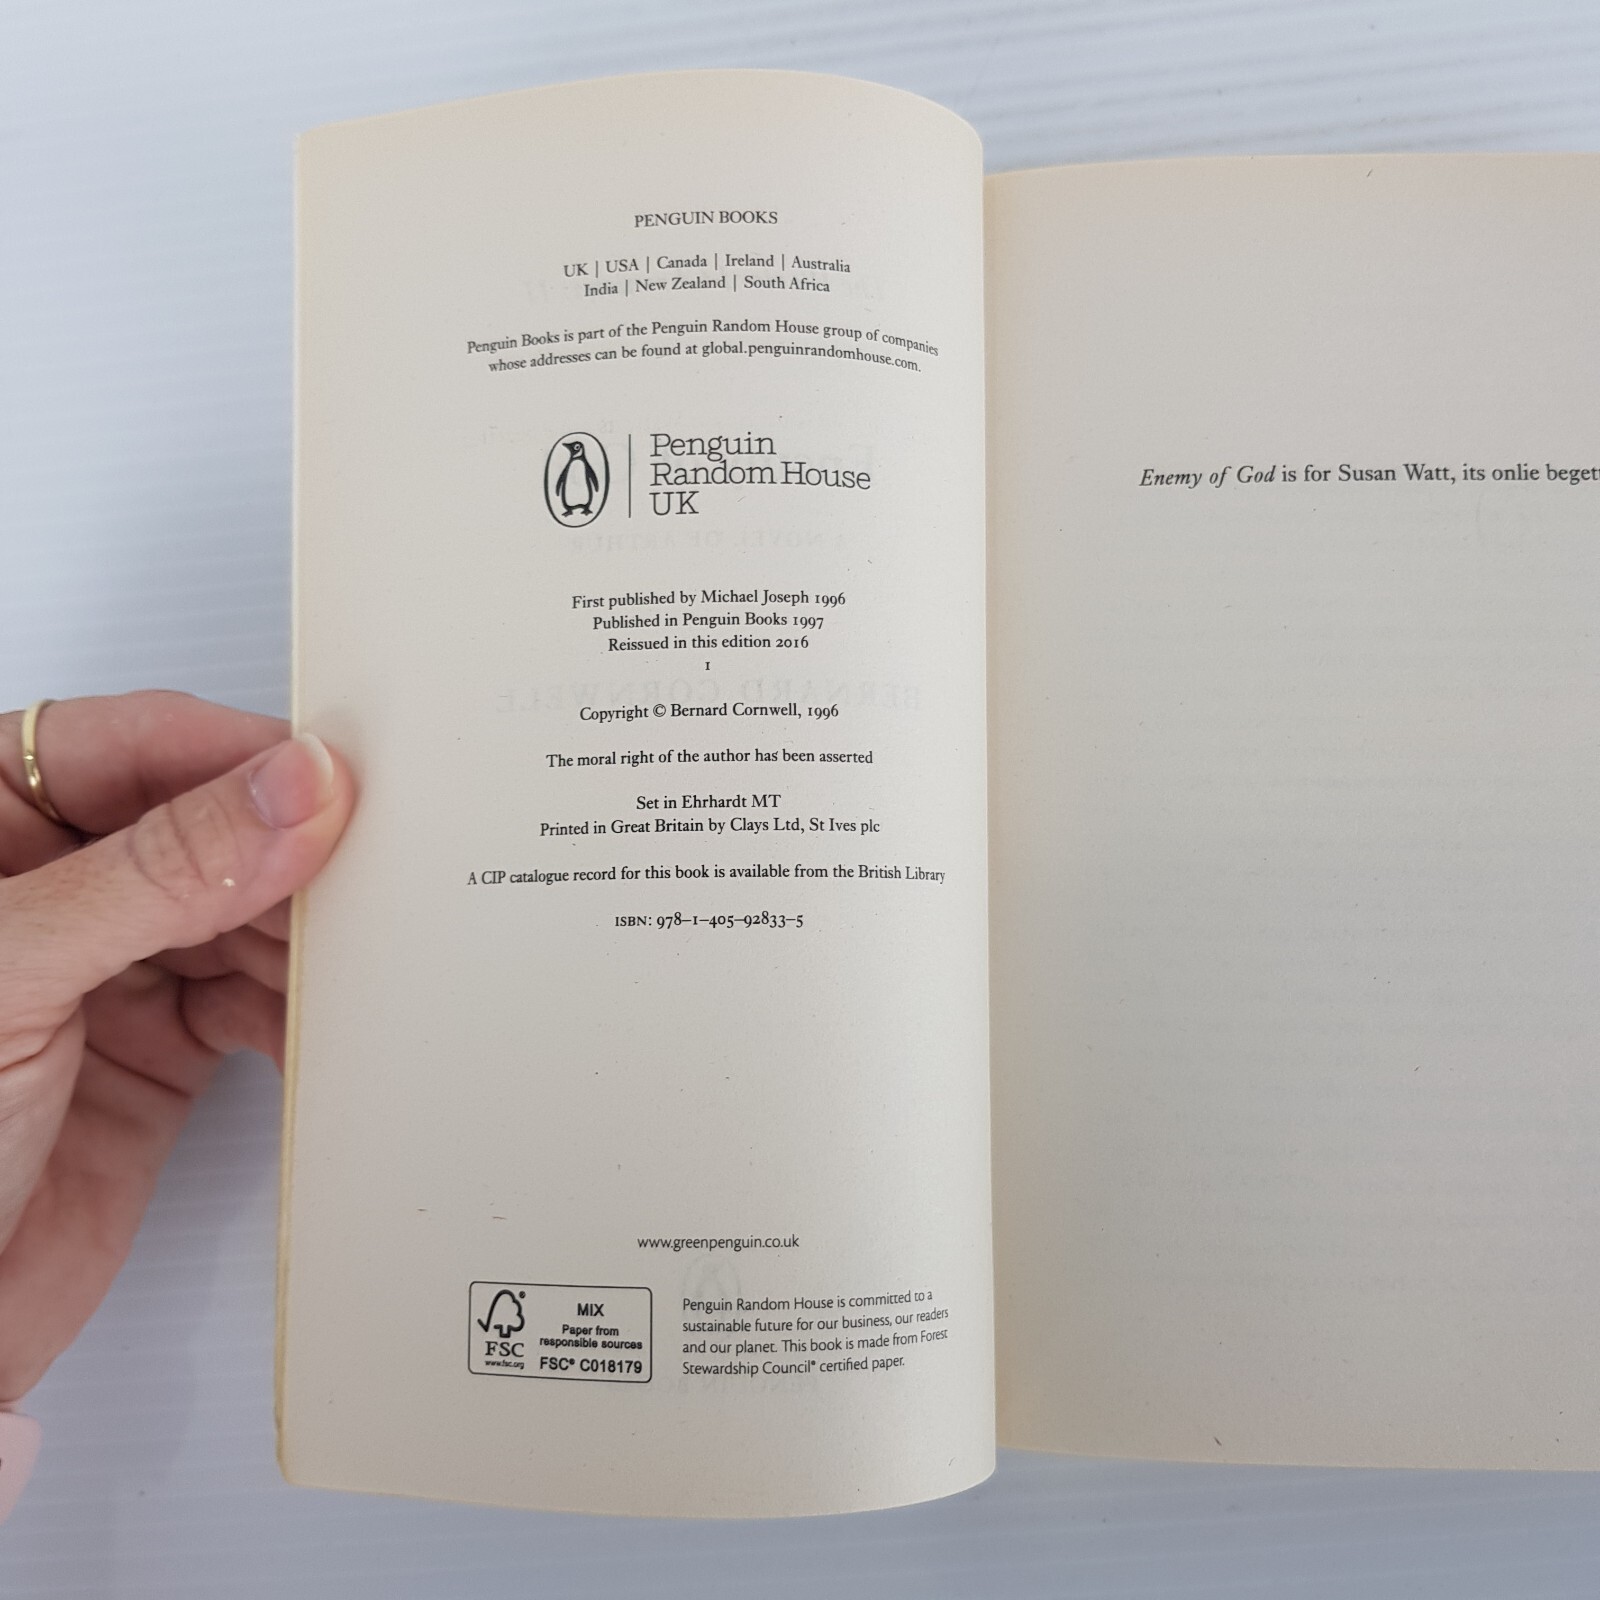 PENGUIN BOOKS
UK | USA | Canada | Ireland | Australia
India | New Zealand | South Africa
Penguin Books is part of the Penguin Random House group of companies
whose addresses can be found at global.penguinrandomhouse.com.
Penguin
Random House
UK
First published by Michael Joseph 1996
Published in Penguin Books 1997
Reissued in this edition 2016
1
Copyright © Bernard Cornwell, 1996
The moral right of the author has been asserted
Set in Ehrhardt MT
Printed in Great Britain by Clays Ltd, St Ives plc
A CIP catalogue record for this book is available from the British Library
ISBN: 978–1–405–92833–5
www.greenpenguin.co.uk
MIX
Paper from
responsible sources
FSC® C018179
FSC
www.fsc.org
Penguin Random House is committed to a
sustainable future for our business, our readers
and our planet. This book is made from Forest
Stewardship Council® certified paper.
Enemy of God is for Susan Watt, its onlie